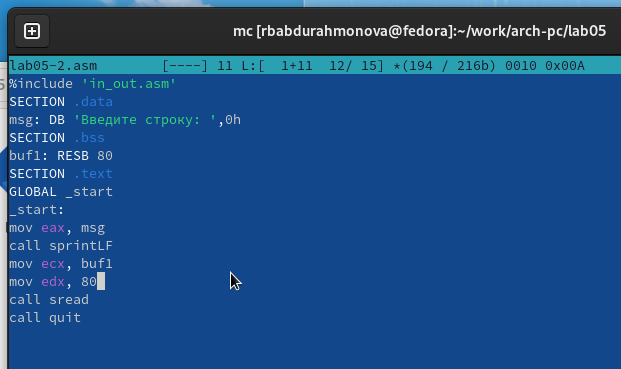 mc [rbabdurahmonova@fedora]:~/work/arch-pc/lab05
lab05-2.asm [----] 11 L:[ 1+11 12/ 15] *(194 / 216b) 0010 0x00A
%include 'in_out.asm'
SECTION .data
msg: DB 'Введите строку: ',0h
SECTION .bss
buf1: RESB 80
SECTION .text
GLOBAL _start
_start:
mov eax, msg
call sprintLF
mov ecx, buf1
mov edx, 80
call sread
call quit